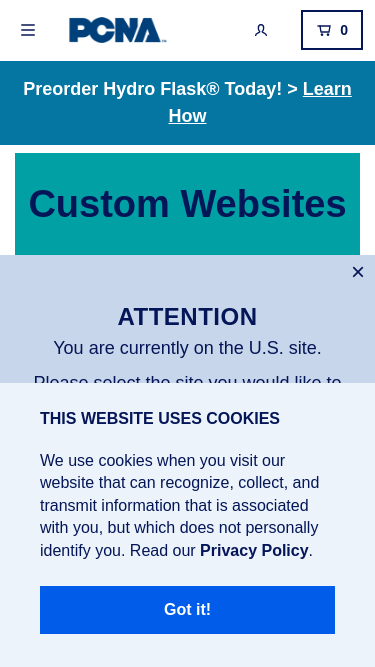 PCNA
0
Preorder Hydro Flask® Today! > Learn
How
Custom Websites
×
ATTENTION
You are currently on the U.S. site.
Please select the site you would like to
THIS WEBSITE USES COOKIES
We use cookies when you visit our
website that can recognize, collect, and
transmit information that is associated
with you, but which does not personally
identify you. Read our Privacy Policy.
Got it!